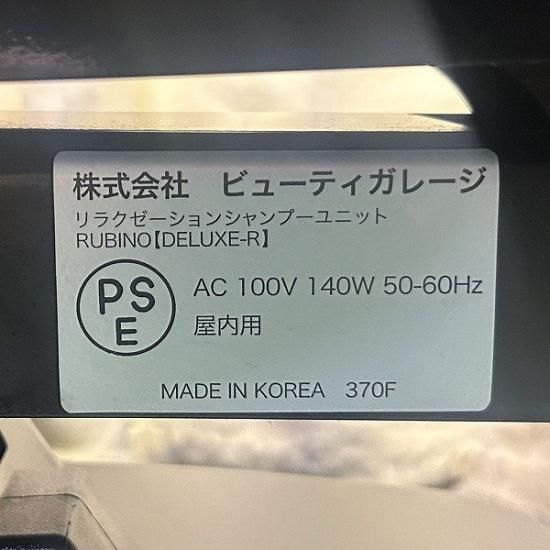 株式会社　ビューティガレージ
リラクゼーションシャンプーユニット
RUBINO【DELUXE-R】
PSE
AC 100V 140W 50-60Hz
屋内用
MADE IN KOREA　370F